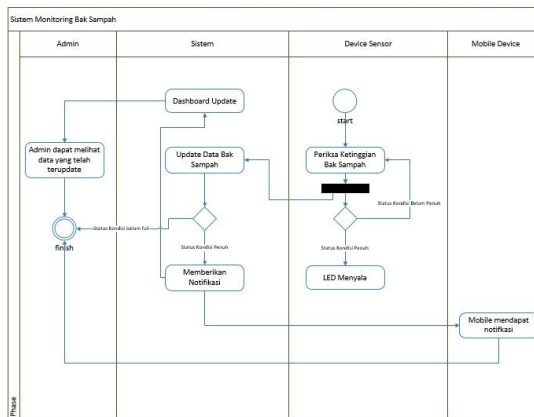 Sistem Monitoring Bak Sampah
Admin
Sistem
Device Sensor
Mobile Device
Dashboard Update
start
Admin dapat melihat
data yang telah
terupdate
Update Data Bak
Sampah
Periksa Ketinggian
Bak Sampah
Status Kondisi Belum Penuh
Status Kondisi belum full
finish
Status Kondisi Penuh
Status Kondisi Penuh
Memberikan
Notifikasi
LED Menyala
Mobile mendapat
notifkasi
Phase